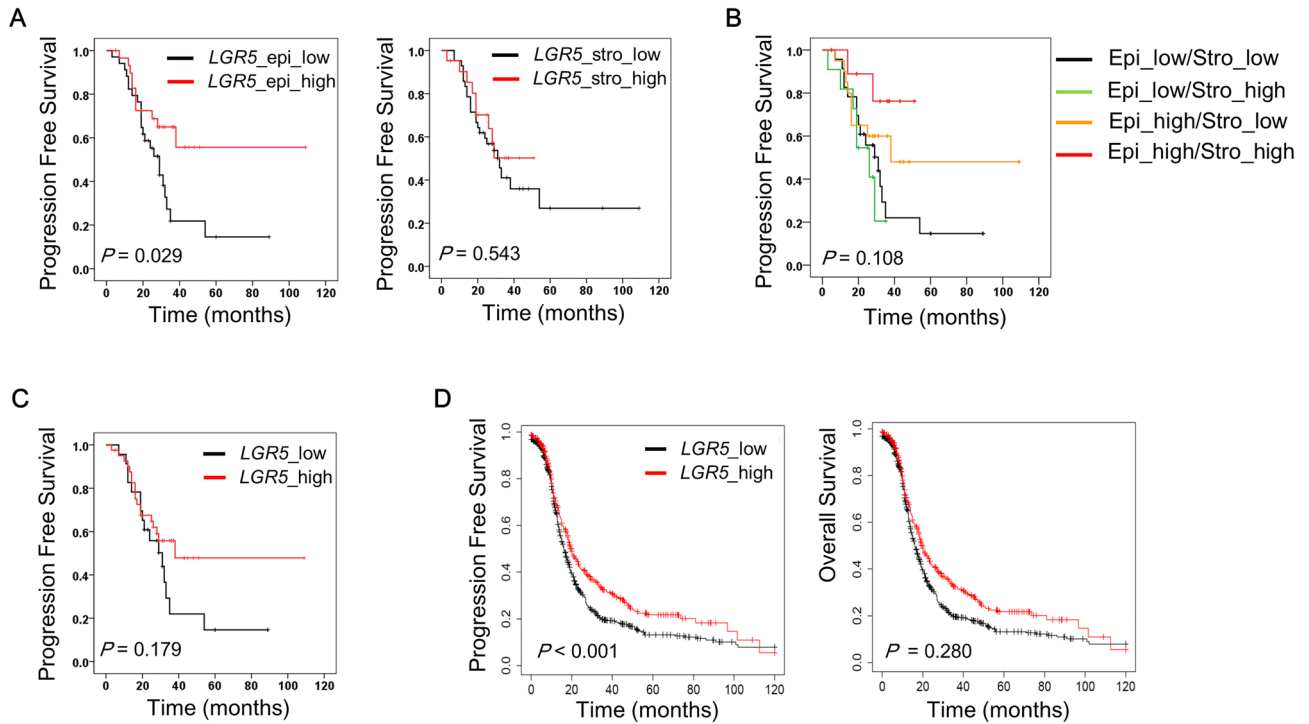 A
Progression Free Survival
1.0
0.8
0.6
0.4
0.2
0.0
LGR5_epi_low
LGR5_epi_high
P = 0.029
0 20 40 60 80 100 120
Time (months)
Progression Free Survival
1.0
0.8
0.6
0.4
0.2
0.0
LGR5_stro_low
LGR5_stro_high
P = 0.543
0 20 40 60 80 100 120
Time (months)
B
Progression Free Survival
1.0
0.8
0.6
0.4
0.2
0.0
P = 0.108
0 20 40 60 80 100 120
Time (months)
Epi_low/Stro_low
Epi_low/Stro_high
Epi_high/Stro_low
Epi_high/Stro_high
C
Progression Free Survival
1.0
0.8
0.6
0.4
0.2
0.0
LGR5_low
LGR5_high
P = 0.179
0 20 40 60 80 100 120
Time (months)
D
Progression Free Survival
1.0
0.8
0.6
0.4
0.2
0.0
LGR5_low
LGR5_high
P < 0.001
0 20 40 60 80 100 120
Time (months)
Overall Survival
1.0
0.8
0.6
0.4
0.2
0.0
P = 0.280
0 20 40 60 80 100 120
Time (months)